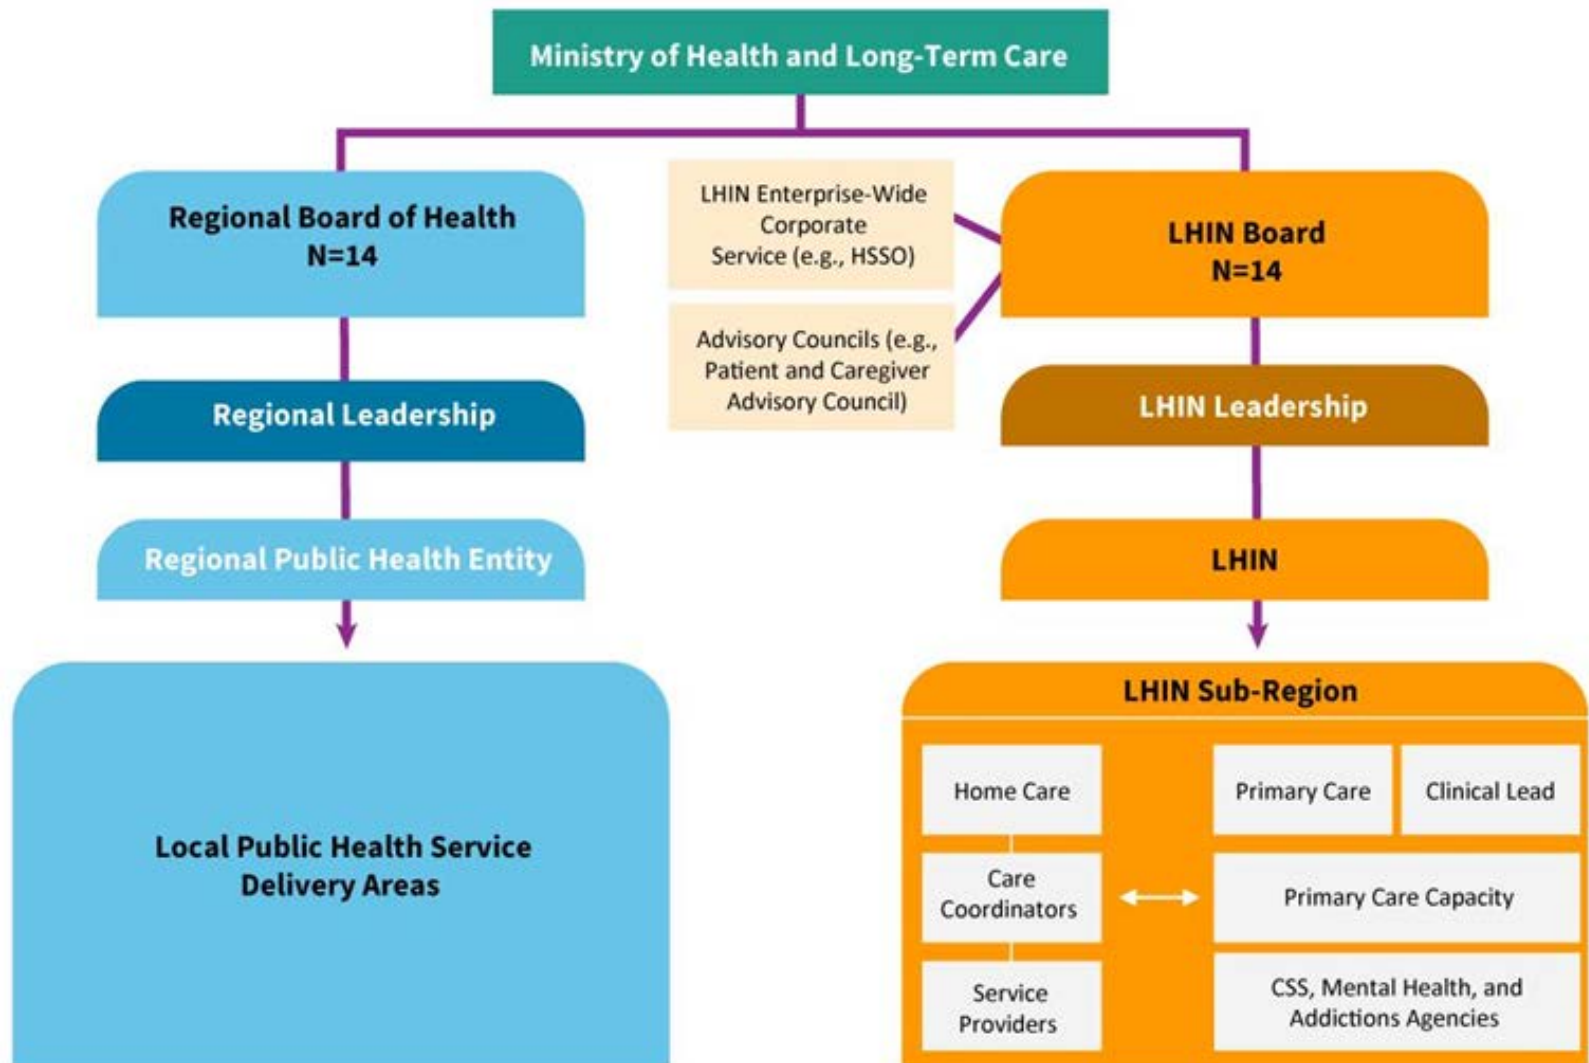 Ministry of Health and Long-Term Care
Regional Board of Health
N=14
LHIN Enterprise-Wide
Corporate
Service (e.g., HSSO)
Advisory Councils (e.g.,
Patient and Caregiver
Advisory Council)
LHIN Board
N=14
Regional Leadership
LHIN Leadership
Regional Public Health Entity
LHIN
Local Public Health Service
Delivery Areas
LHIN Sub-Region
Home Care
Primary Care
Clinical Lead
Care
Coordinators
Primary Care Capacity
Service
Providers
CSS, Mental Health, and
Addictions Agencies